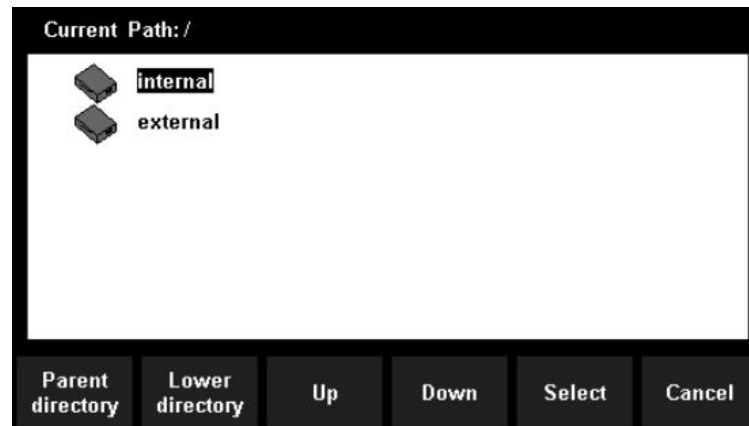 Current Path: /
internal
external
Parent directory
Lower directory
Up
Down
Select
Cancel